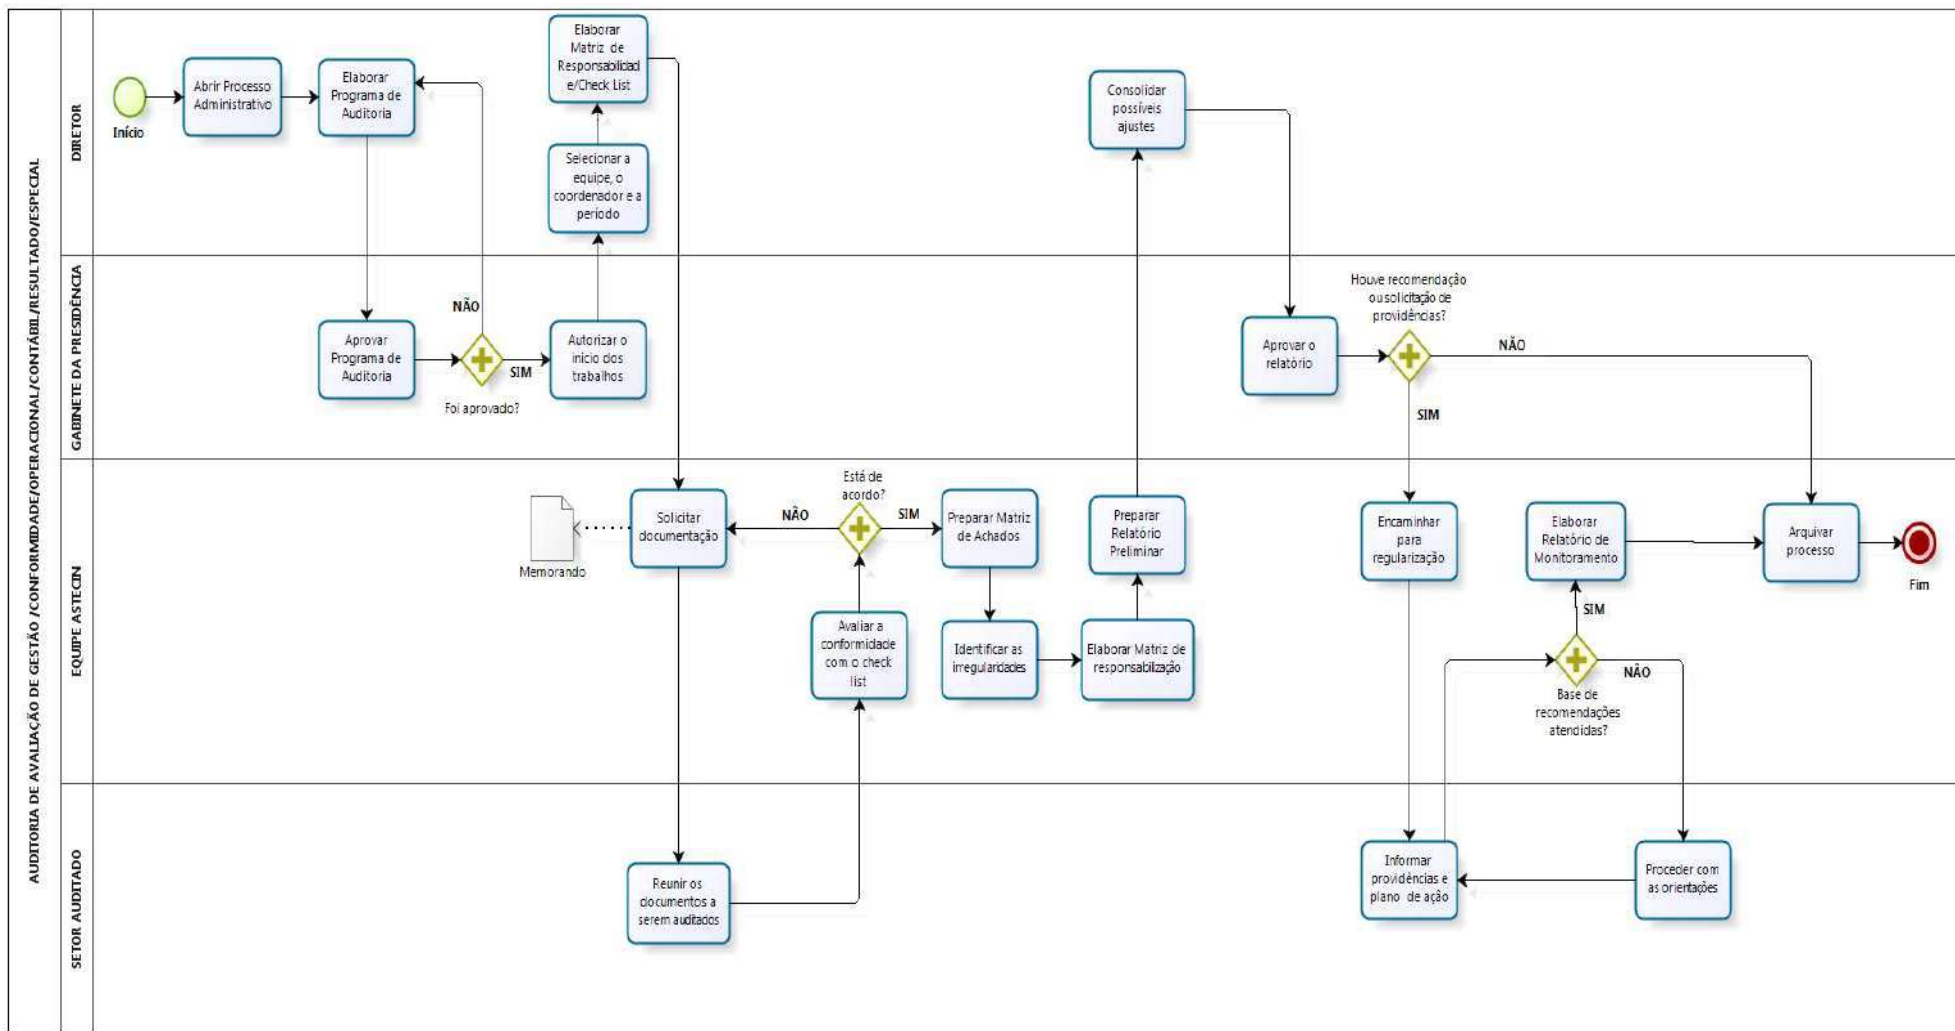 AUDITORIA DE AVALIAÇÃO DE GESTÃO /CONFORMIDADE/OPERACIONAL/CONTÁBIL/RESULTADO/ESPECIAL
DIRETOR
Início
Abrir Processo
Administrativo
Elaborar
Programa de
Auditoria
Elaborar
Matriz de
Responsabilidad
e/Check List
Selecionar a
equipe, o
coordenador e a
período
Consolidar
possíveis
ajustes
GABINETE DA PRESIDÊNCIA
Aprovar
Programa de
Auditoria
NÃO
SIM
Foi aprovado?
Autorizar o
inicio dos
trabalhos
Aprovar o
relatório
Houve recomendação
ou solicitação de
providências?
NÃO
SIM
EQUIPE ASTECIN
Memorando
Solicitar
documentação
NÃO
Está de
acordo?
SIM
Avaliar a
conformidade
com o check
list
Preparar Matriz
de Achados
Identificar as
irregularidades
Elaborar Matriz de
responsabilização
Preparar
Relatório
Preliminar
Encaminhar
para
regularização
Elaborar
Relatório de
Monitoramento
SIM
NÃO
Base de
recomendações
atendidas?
Arquivar
processo
Fim
SETOR AUDITADO
Reunir os
documentos a
serem auditados
Informar
providências e
plano de ação
Proceder com
as orientações